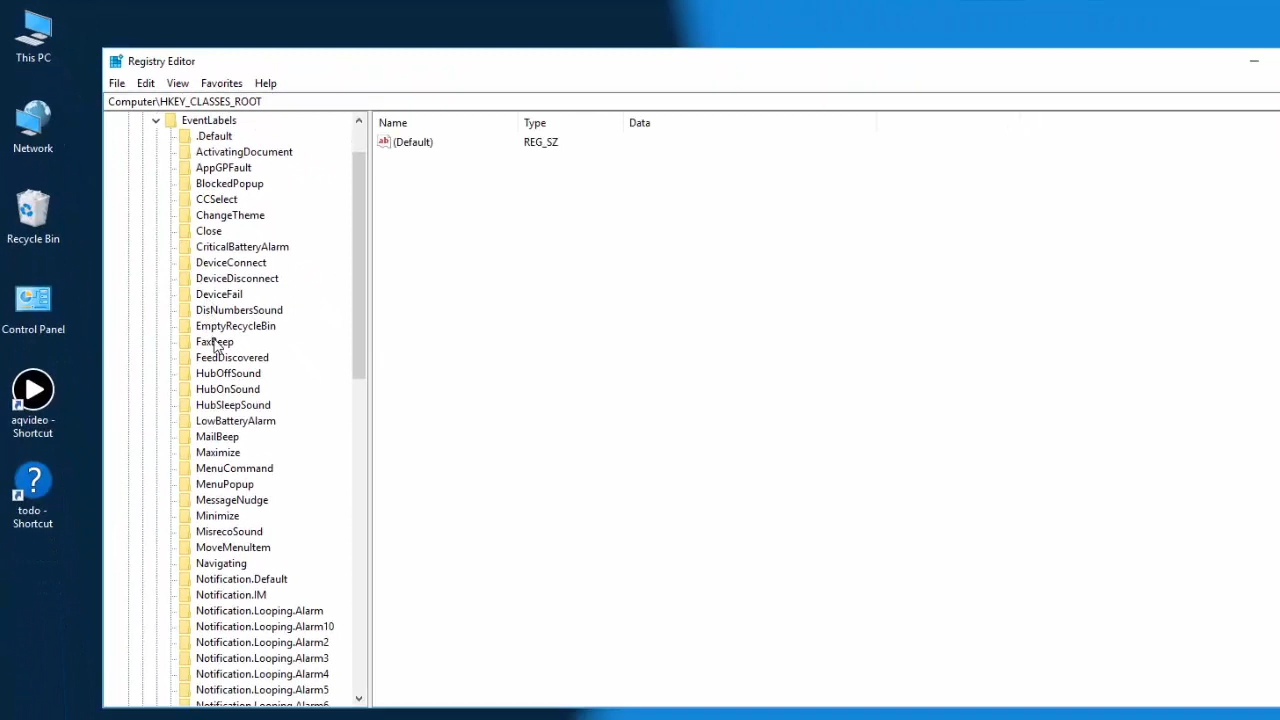 This PC
Network
Recycle Bin
Control Panel
aqvideo -
Shortcut
?
todo -
Shortcut
Registry Editor
File Edit View Favorites Help
Computer\HKEY_CLASSES_ROOT
EventLabels
.Default
ActivatingDocument
AppGPFault
BlockedPopup
CCSelect
ChangeTheme
Close
CriticalBatteryAlarm
DeviceConnect
DeviceDisconnect
DeviceFail
DisNumbersSound
EmptyRecycleBin
FaxBeep
FeedDiscovered
HubOffSound
HubOnSound
HubSleepSound
LowBatteryAlarm
MailBeep
Maximize
MenuCommand
MenuPopup
MessageNudge
Minimize
MisrecoSound
MoveMenuItem
Navigating
Notification.Default
Notification.IM
Notification.Looping.Alarm
Notification.Looping.Alarm10
Notification.Looping.Alarm2
Notification.Looping.Alarm3
Notification.Looping.Alarm4
Notification.Looping.Alarm5
Notification.Looping.Alarm6
Name Type Data
ab (Default) REG_SZ